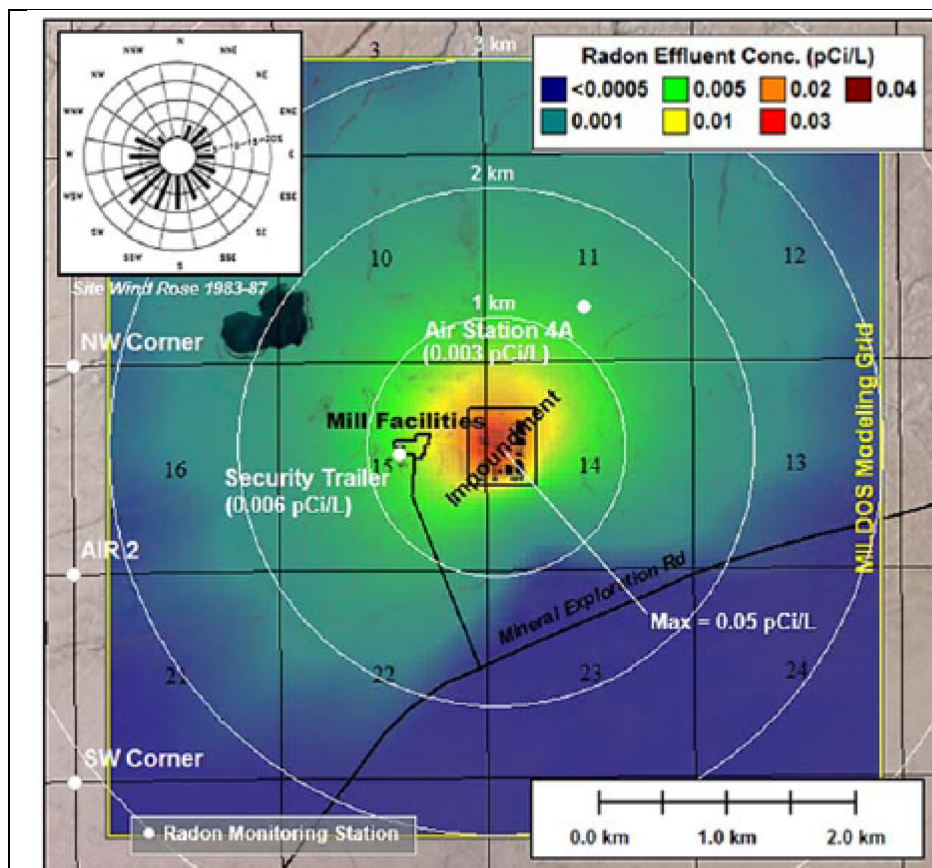 N
NNW
NNE
NW
NE
WNW
ENE
W
E
WSW
ESE
SW
SE
SSW
SSE
S
Site Wind Rose 1983-87
3
3 km
Radon Effluent Conc. (pCi/L)
<0.0005
0.005
0.02
0.04
0.001
0.01
0.03
2 km
10
11
12
1 km
Air Station 4A
(0.003 pCi/L)
NW Corner
Mill Facilities
Impoundment
15
14
13
16
Security Trailer
(0.006 pCi/L)
MILDOS Modeling Grid
AIR 2
Mineral Exploration Rd
Max = 0.05 pCi/L
21
22
23
24
SW Corner
Radon Monitoring Station
0.0 km
1.0 km
2.0 km